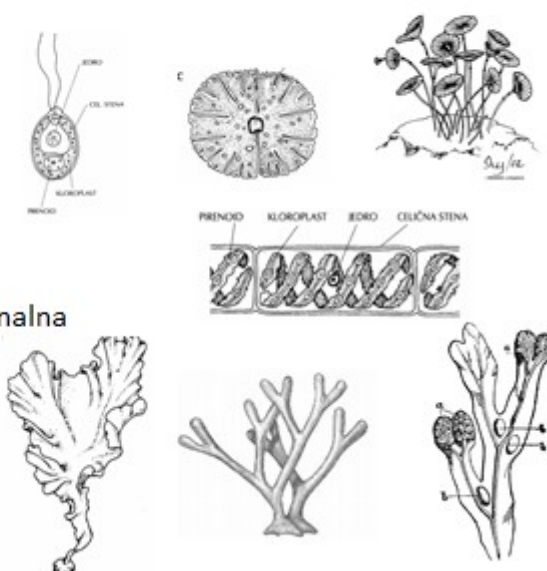 JEDRO
CEL. STENA
KLOROPLAST
PIRENOID
c
PIRENOID KLOROPLAST JEDRO CELIČNA STENA
nalna
a
a